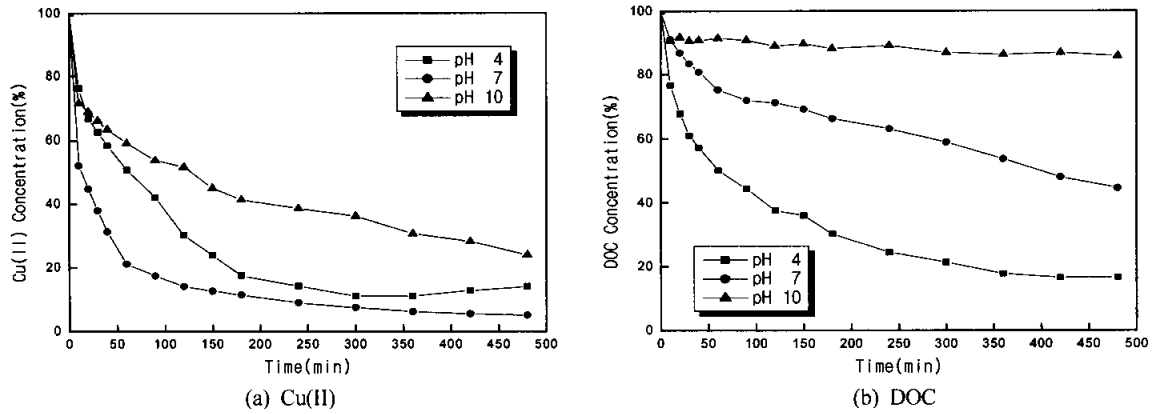 100
80
60
40
20
0
Cu(II) Concentration(%)
pH 4
pH 7
pH 10
0 50 100 150 200 250 300 350 400 450 500
Time(min)
(a) Cu(II)
100
80
60
40
20
0
DOC Concentration(%)
pH 4
pH 7
pH 10
0 50 100 150 200 250 300 350 400 450 500
Time(min)
(b) DOC